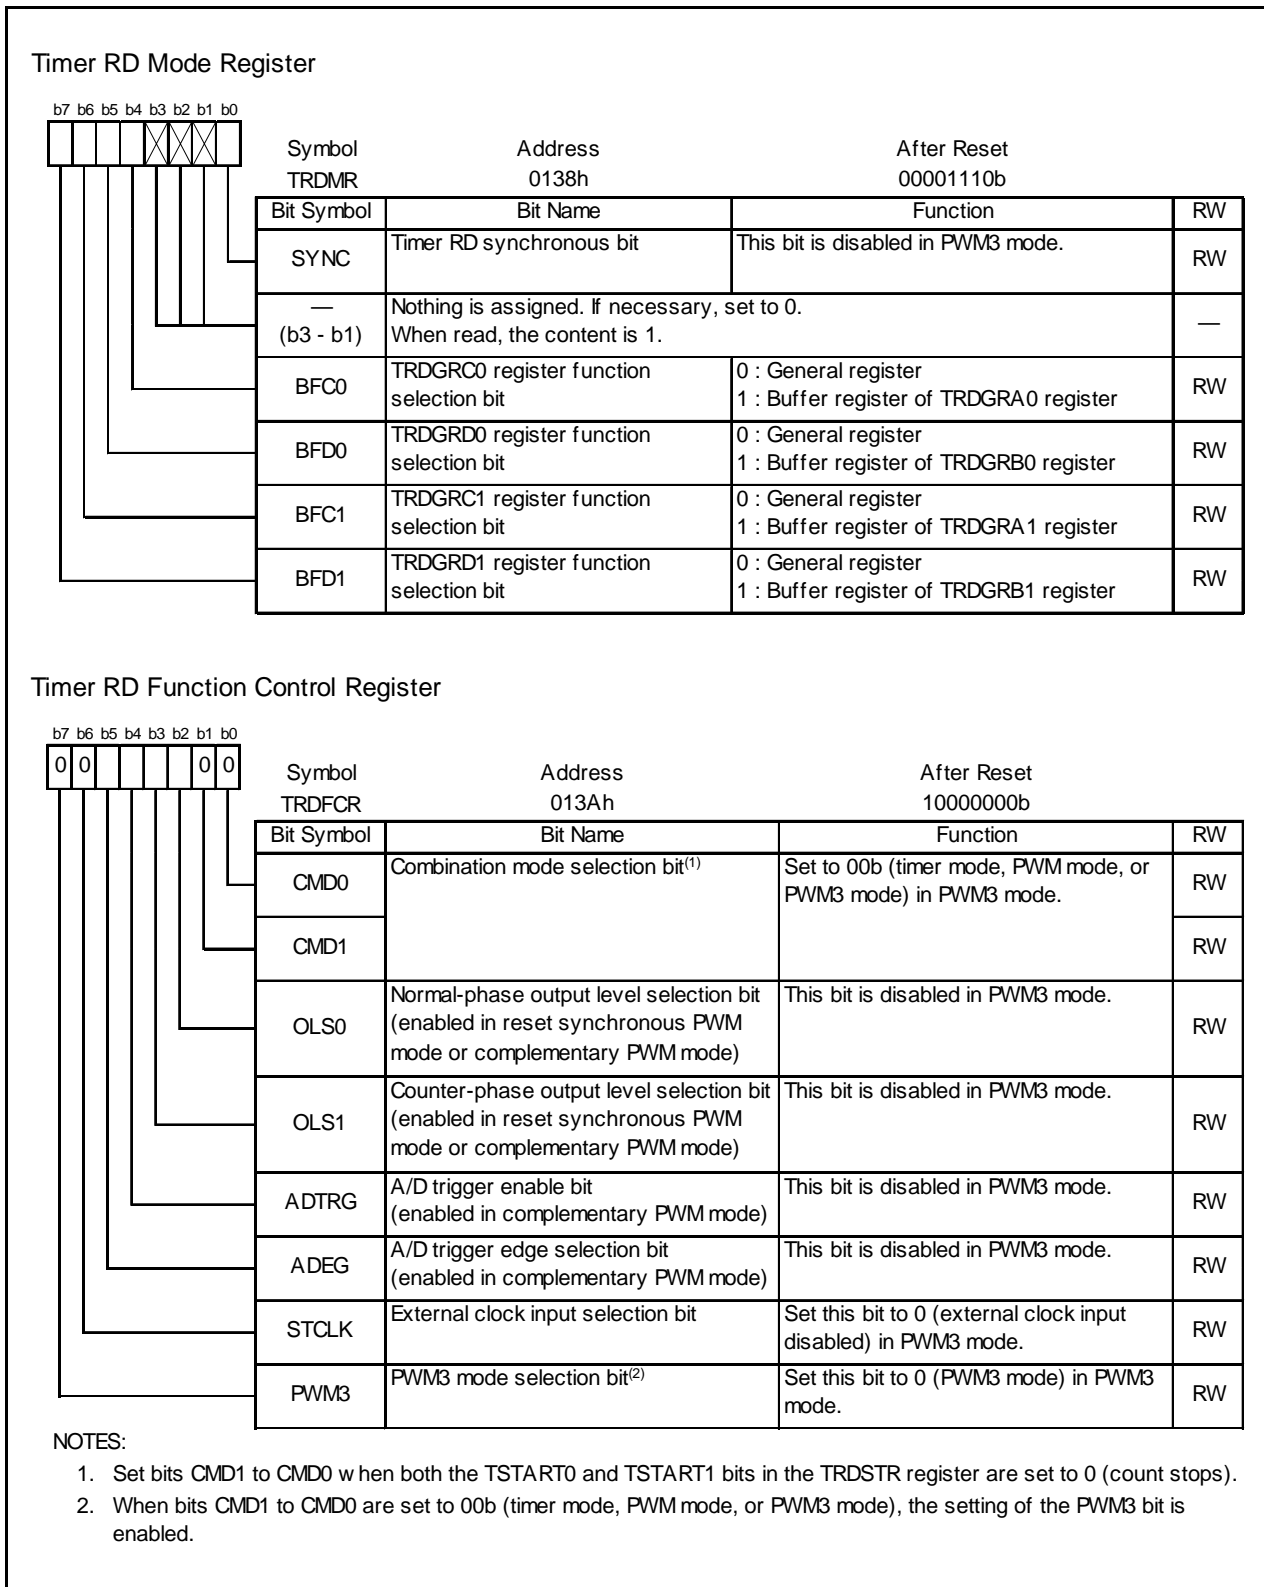 Timer RD Mode Register
b7 b6 b5 b4 b3 b2 b1 b0
Symbol Address After Reset
TRDMR 0138h 00001110b
Bit Symbol Bit Name Function RW
SYNC Timer RD synchronous bit This bit is disabled in PWM3 mode. RW
— Nothing is assigned. If necessary, set to 0. —
(b3 - b1) When read, the content is 1.
BFC0 TRDGRC0 register function 0 : General register RW
selection bit 1 : Buffer register of TRDGRA0 register
BFD0 TRDGRD0 register function 0 : General register RW
selection bit 1 : Buffer register of TRDGRB0 register
BFC1 TRDGRC1 register function 0 : General register RW
selection bit 1 : Buffer register of TRDGRA1 register
BFD1 TRDGRD1 register function 0 : General register RW
selection bit 1 : Buffer register of TRDGRB1 register
Timer RD Function Control Register
b7 b6 b5 b4 b3 b2 b1 b0
0 0 0 0
Symbol Address After Reset
TRDFCR 013Ah 10000000b
Bit Symbol Bit Name Function RW
CMD0 Combination mode selection bit(1) Set to 00b (timer mode, PWM mode, or RW
PWM3 mode) in PWM3 mode.
CMD1 RW
OLS0 Normal-phase output level selection bit This bit is disabled in PWM3 mode. RW
(enabled in reset synchronous PWM
mode or complementary PWM mode)
OLS1 Counter-phase output level selection bit This bit is disabled in PWM3 mode. RW
(enabled in reset synchronous PWM
mode or complementary PWM mode)
ADTRG A/D trigger enable bit This bit is disabled in PWM3 mode. RW
(enabled in complementary PWM mode)
ADEG A/D trigger edge selection bit This bit is disabled in PWM3 mode. RW
(enabled in complementary PWM mode)
STCLK External clock input selection bit Set this bit to 0 (external clock input RW
disabled) in PWM3 mode.
PWM3 PWM3 mode selection bit(2) Set this bit to 0 (PWM3 mode) in PWM3 RW
mode.
NOTES:
1. Set bits CMD1 to CMD0 when both the TSTART0 and TSTART1 bits in the TRDSTR register are set to 0 (count stops).
2. When bits CMD1 to CMD0 are set to 00b (timer mode, PWM mode, or PWM3 mode), the setting of the PWM3 bit is
enabled.